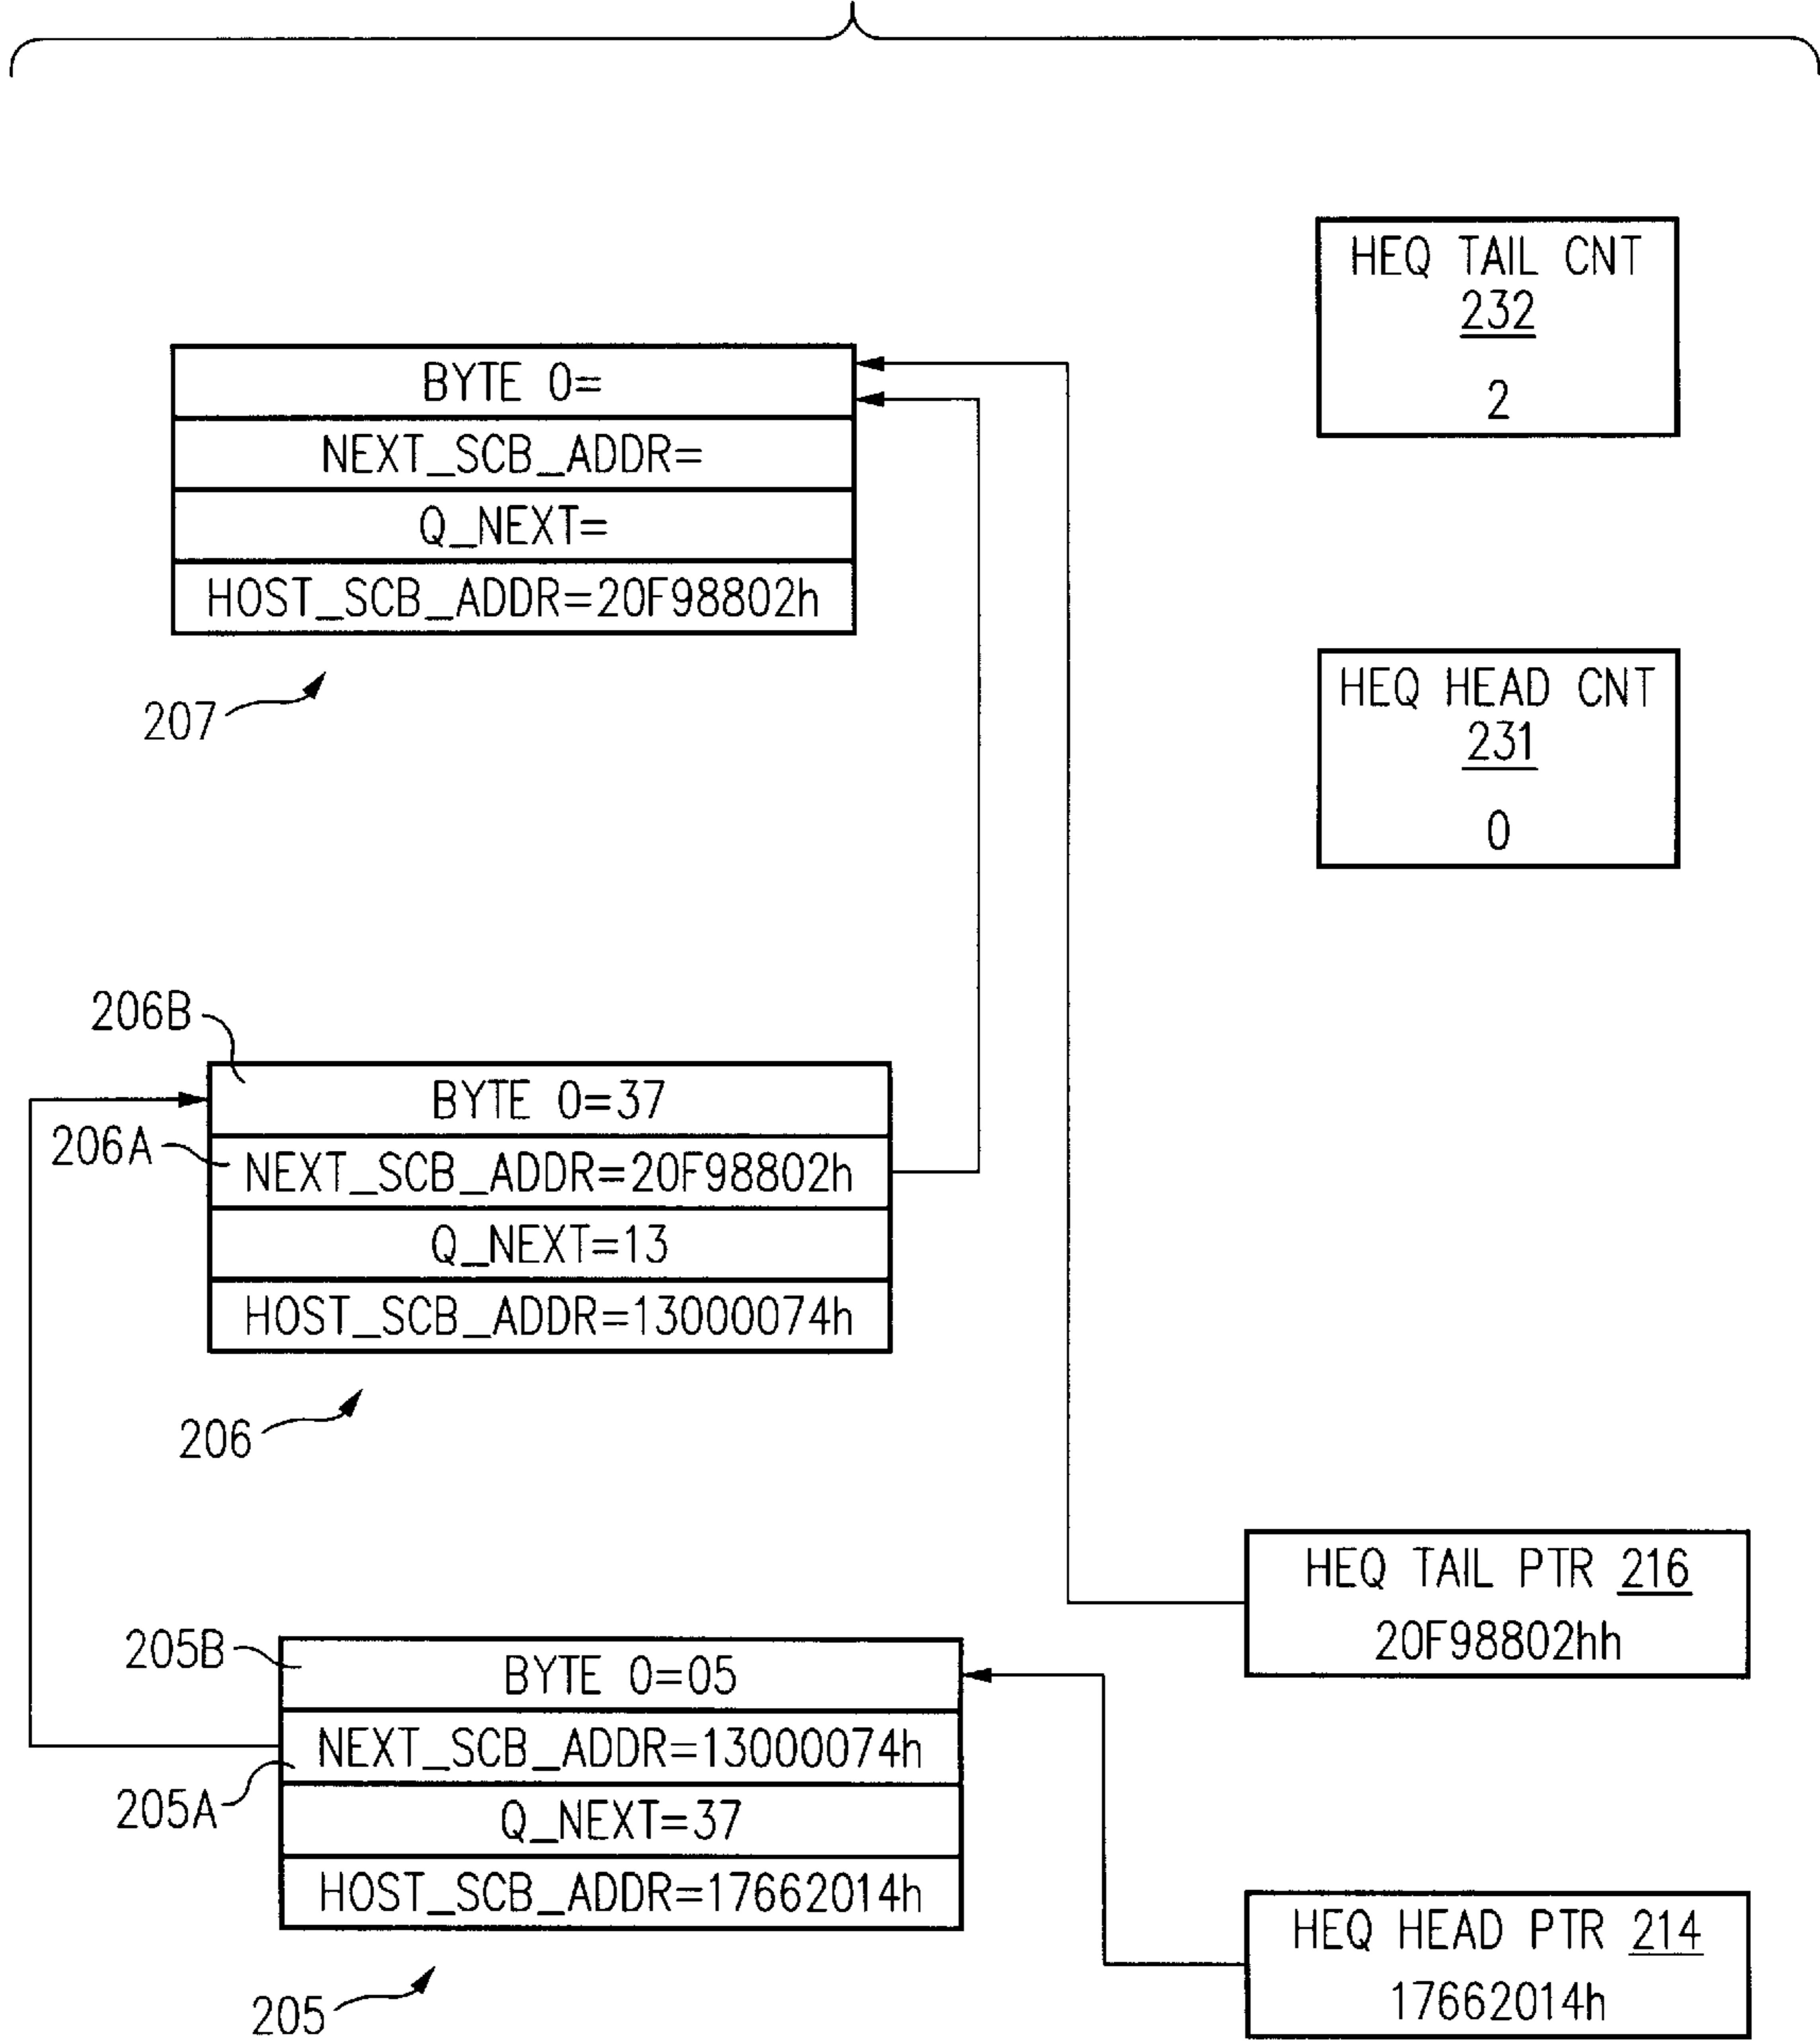 HEQ TAIL CNT
232
2
BYTE 0=
NEXT_SCB_ADDR=
Q_NEXT=
HOST_SCB_ADDR=20F98802h
207
HEQ HEAD CNT
231
0
206B
BYTE 0=37
206A
NEXT_SCB_ADDR=20F98802h
Q_NEXT=13
HOST_SCB_ADDR=13000074h
206
HEQ TAIL PTR 216
20F98802hh
205B
BYTE 0=05
NEXT_SCB_ADDR=13000074h
205A
Q_NEXT=37
HOST_SCB_ADDR=17662014h
205
HEQ HEAD PTR 214
17662014h